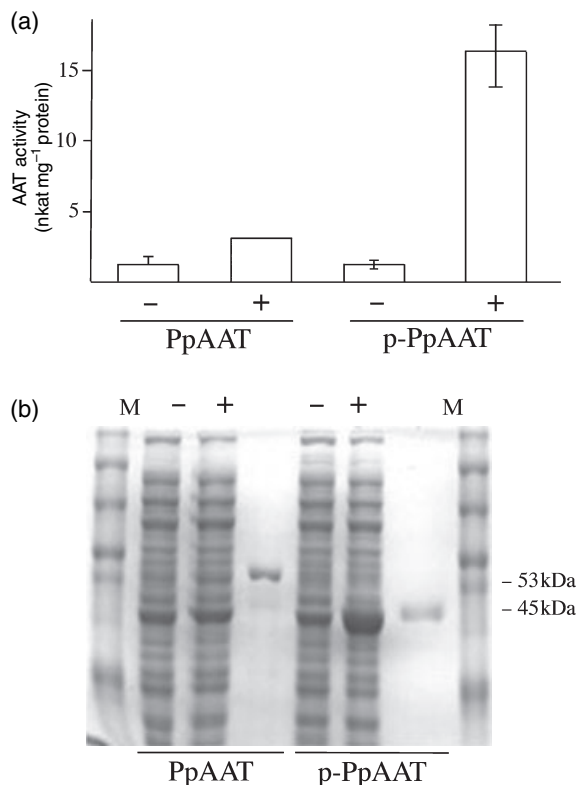 (a)
AAT activity
(nkat mg⁻¹ protein)
15
10
5
− + − +
PpAAT p-PpAAT
(b)
M − + − + M
– 53kDa
– 45kDa
PpAAT p-PpAAT